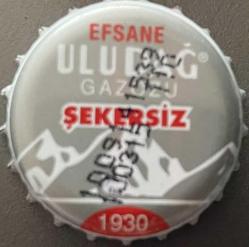 EFSANE
ULUDAĞ
GAZOZU
ŞEKERSİZ
1930